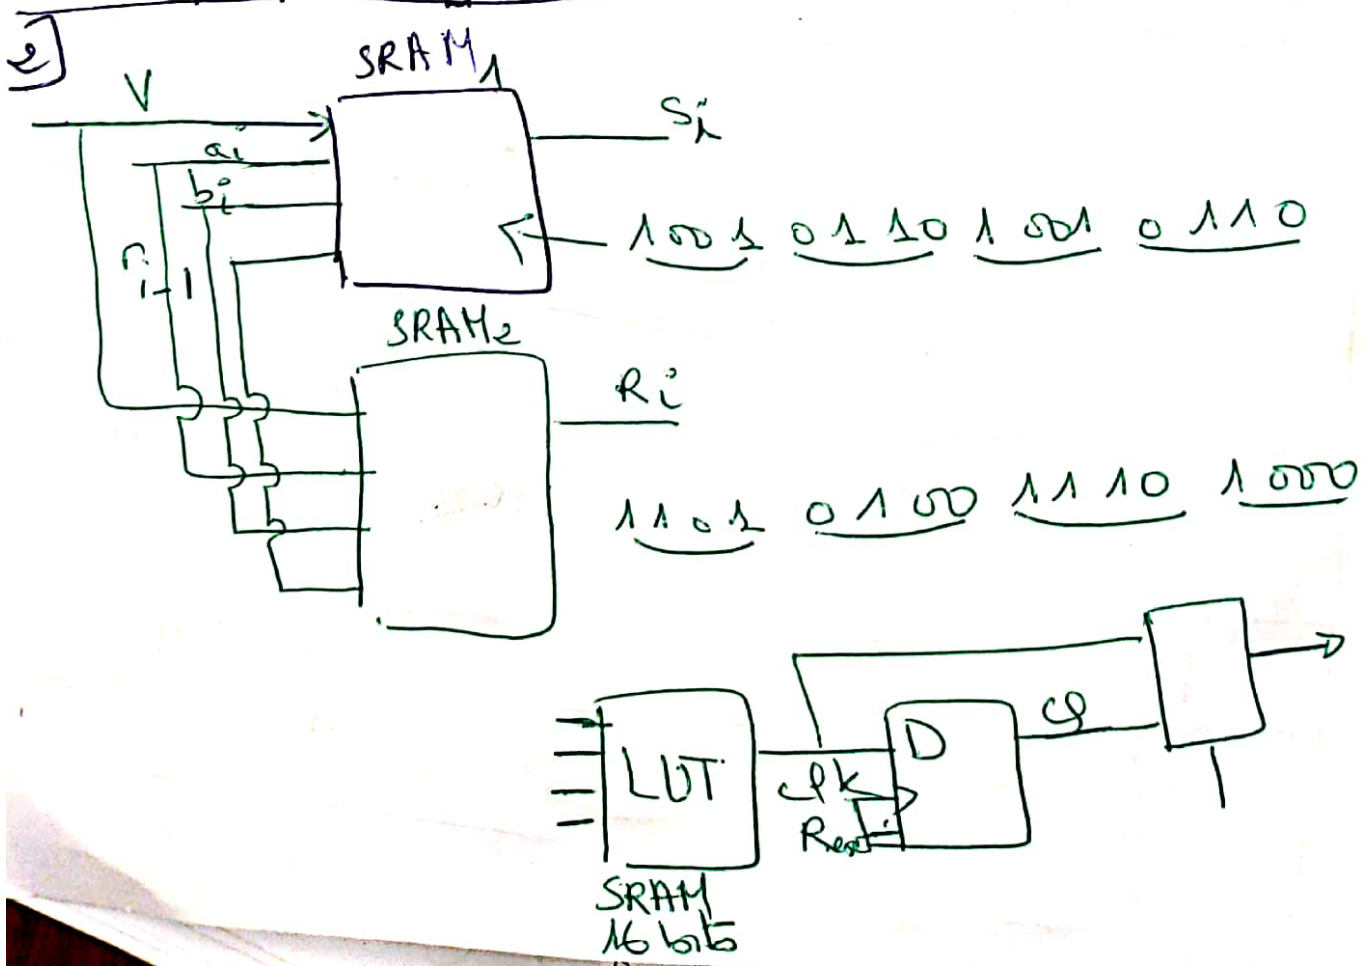 2]
SRAM1
V
ai
bi
ri-1
Si
1001 0110 1001 0110
SRAM2
Ri
1101 0100 1110 1000
LUT
SRAM
16 bits
D
clk
Reset
φ